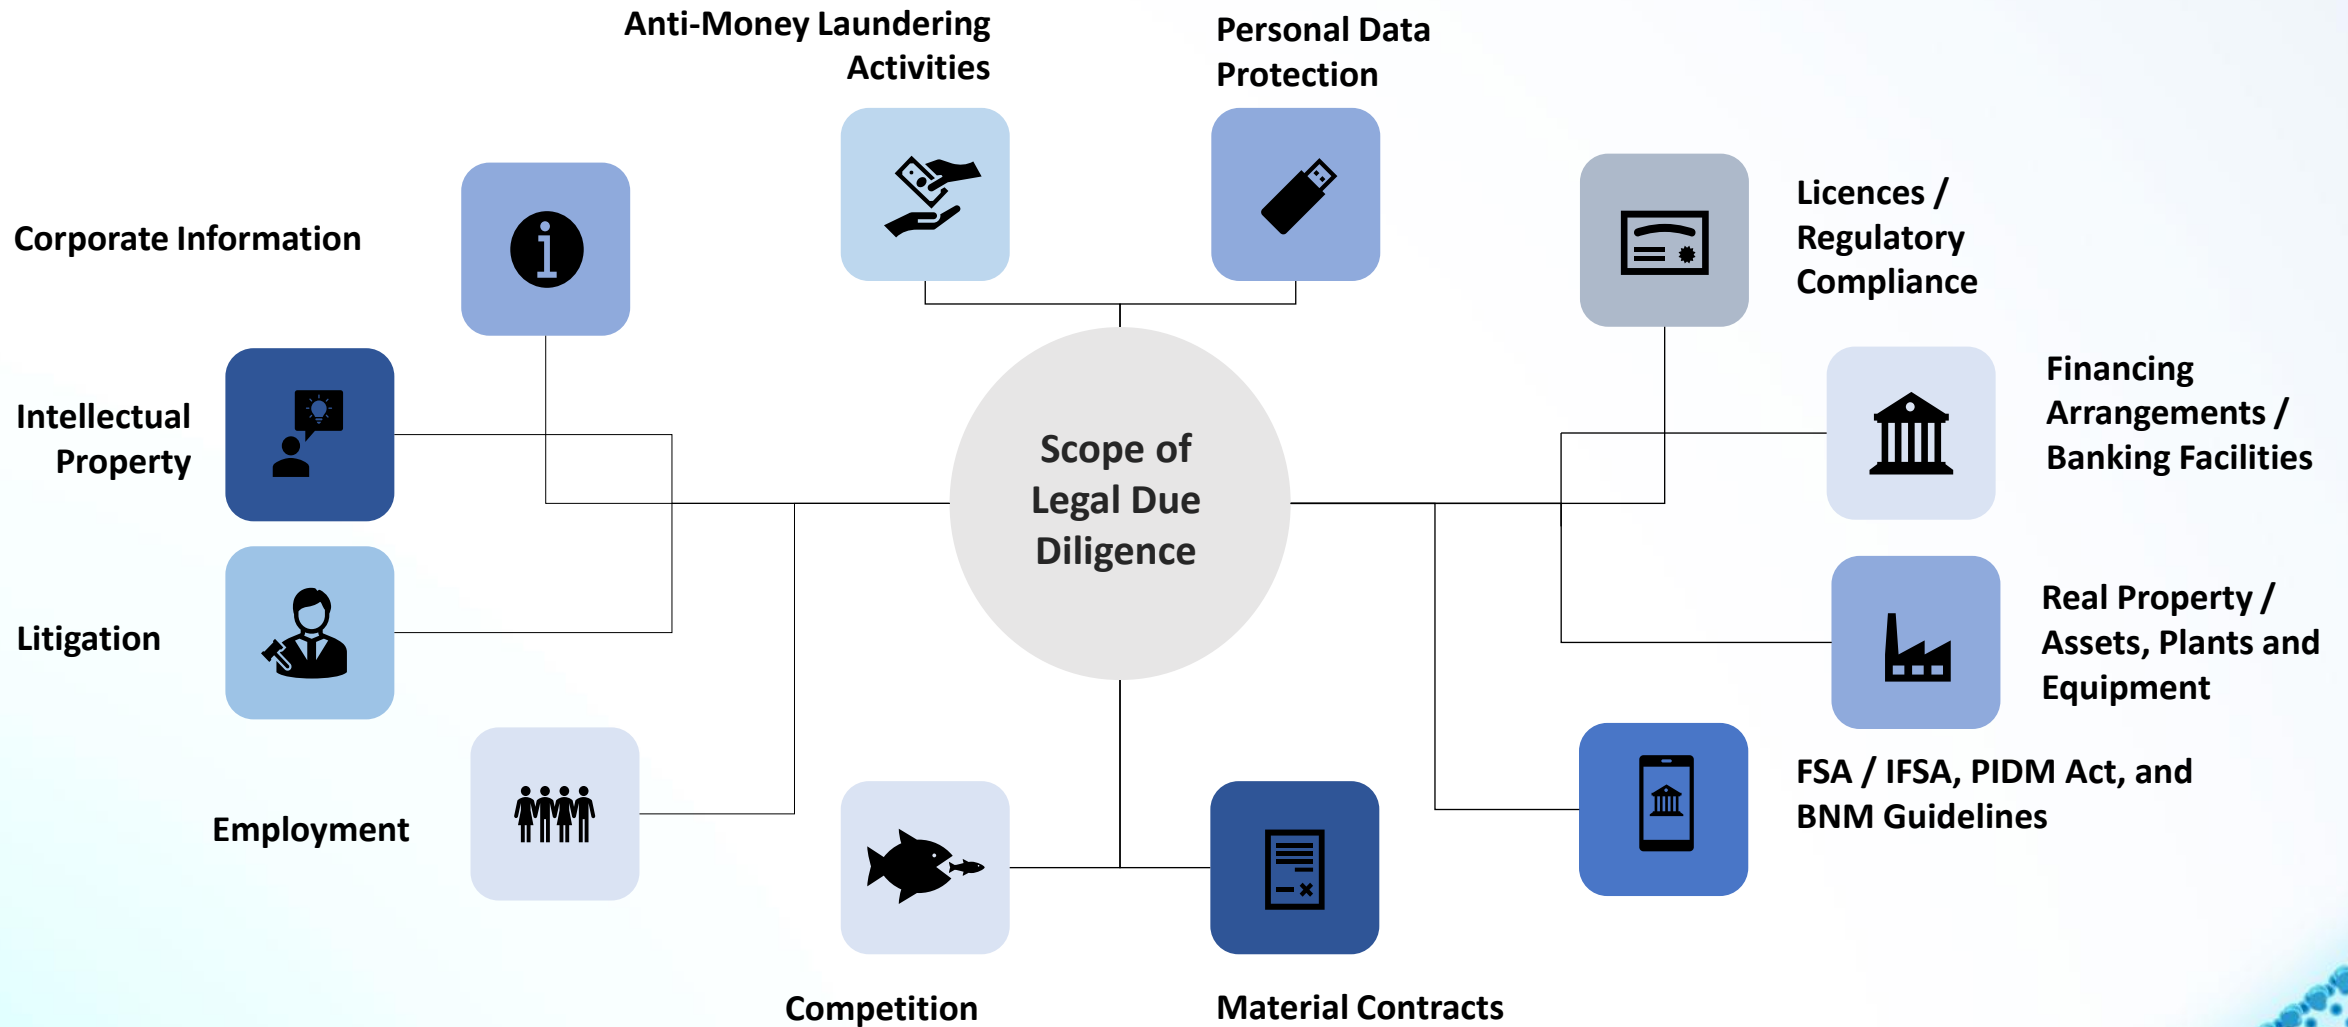 Anti-Money Laundering
Activities
Personal Data
Protection
Corporate Information
Licences /
Regulatory
Compliance
Intellectual
Property
Financing
Arrangements /
Banking Facilities
Scope of
Legal Due
Diligence
Litigation
Real Property /
Assets, Plants and
Equipment
Employment
FSA / IFSA, PIDM Act, and
BNM Guidelines
Competition
Material Contracts